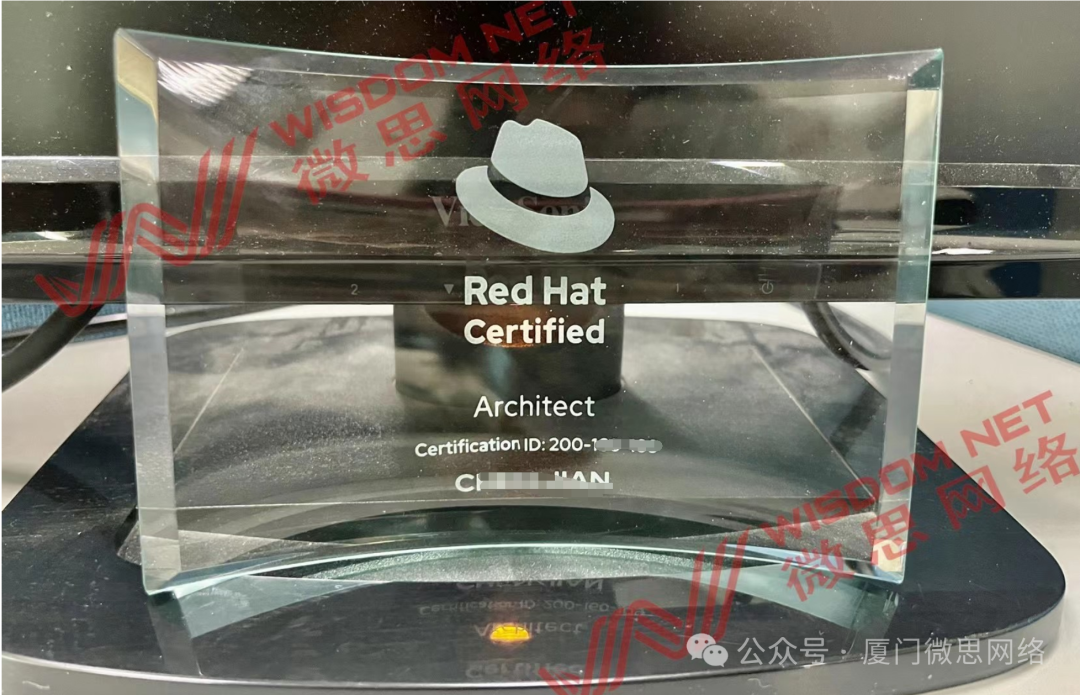 WISDOM NET
微思网络
Red Hat
Certified
Architect
Certification ID: 200-1
WISDOM NET
微思网络
公众号 · 厦门微思网络